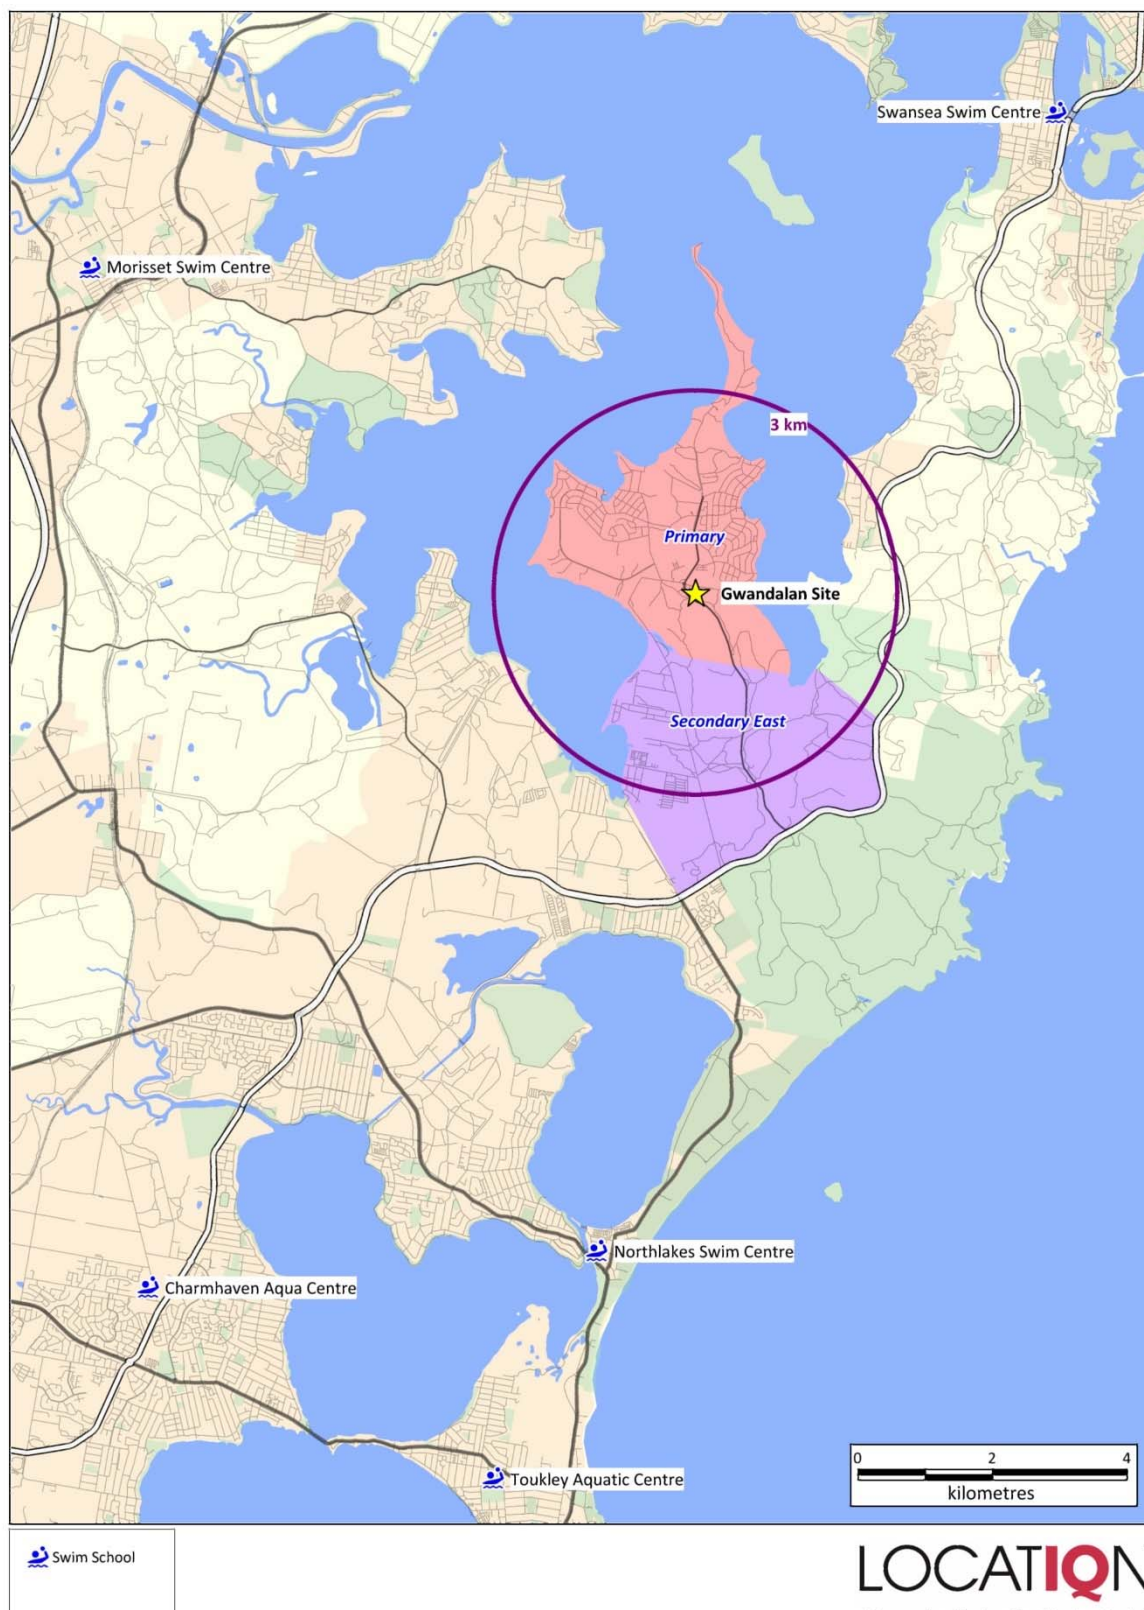 Swansea Swim Centre
Morisset Swim Centre
3 km
Primary
Gwandalan Site
Secondary East
Northlakes Swim Centre
Charmhaven Aqua Centre
Toukley Aquatic Centre
0 2 4
kilometres
Swim School
LOCATIQN